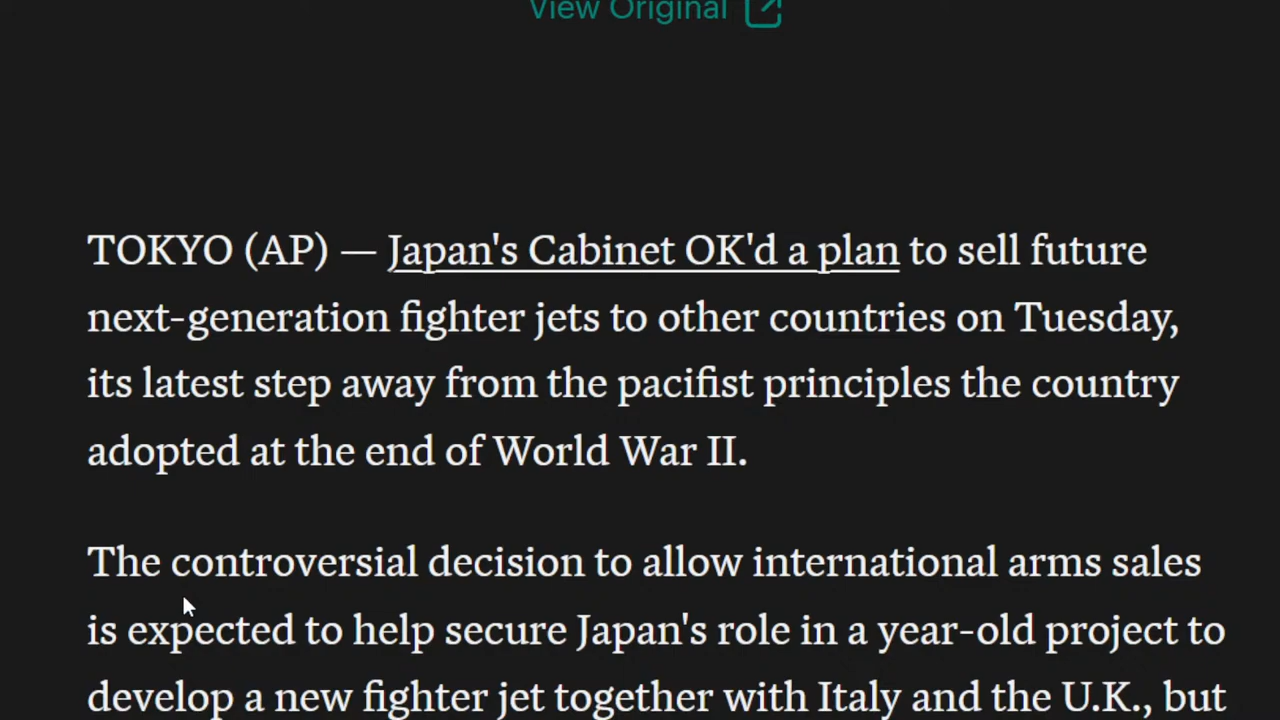 View Original
TOKYO (AP) — Japan's Cabinet OK'd a plan to sell future
next-generation fighter jets to other countries on Tuesday,
its latest step away from the pacifist principles the country
adopted at the end of World War II.
The controversial decision to allow international arms sales
is expected to help secure Japan's role in a year-old project to
develop a new fighter jet together with Italy and the U.K., but